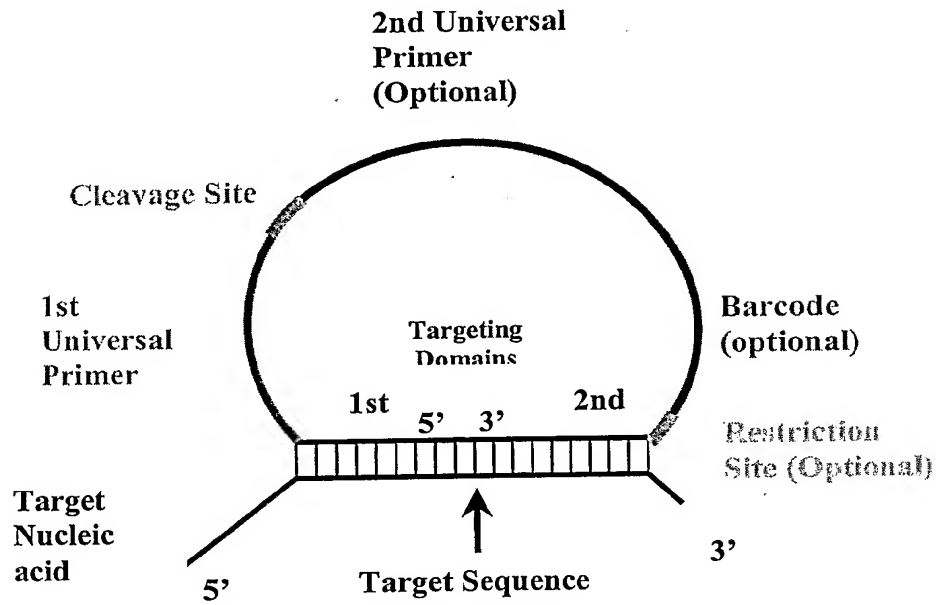 2nd Universal
Primer
(Optional)
Cleavage Site
1st
Universal
Primer
Targeting
Domains
Barcode
(optional)
1st
5’
3’
2nd
Restriction
Site (Optional)
Target
Nucleic
acid
5’
Target Sequence
3’